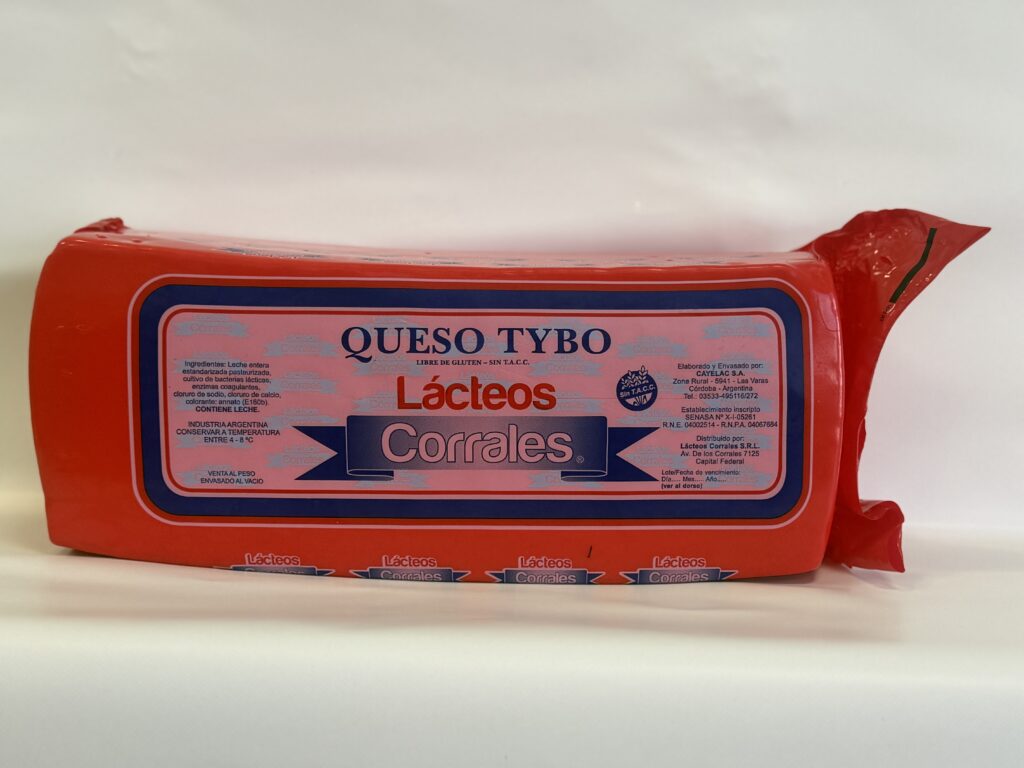 QUESO TYBO
LIBRE DE GLUTEN – SIN T.A.C.C.
Lácteos
Corrales®
Ingredientes: Leche entera
estandarizada pasteurizada,
cultivo de bacterias lácticas,
enzimas coagulantes,
cloruro de sodio, cloruro de calcio,
colorante: annato (E160b).
CONTIENE LECHE.
INDUSTRIA ARGENTINA
CONSERVAR A TEMPERATURA
ENTRE 4 - 8 ºC
VENTA AL PESO
ENVASADO AL VACIO
Sin T.A.C.C.
Elaborado y Envasado por:
CAYELAC S.A.
Zona Rural - 5941 - Las Varas
Córdoba - Argentina
Tel.: 03533-495116/272
Establecimiento inscripto
SENASA Nº X-I-05261
R.N.E. 04002514 - R.N.P.A. 04067684
Distribuido por:
Lácteos Corrales S.R.L.
Av. De los Corrales 7125
Capital Federal
Lote/Fecha de vencimiento:
Día..... Mes..... Año.....
(ver al dorso)
Lácteos Lácteos Lácteos Lácteos
Corrales Corrales Corrales Corrales